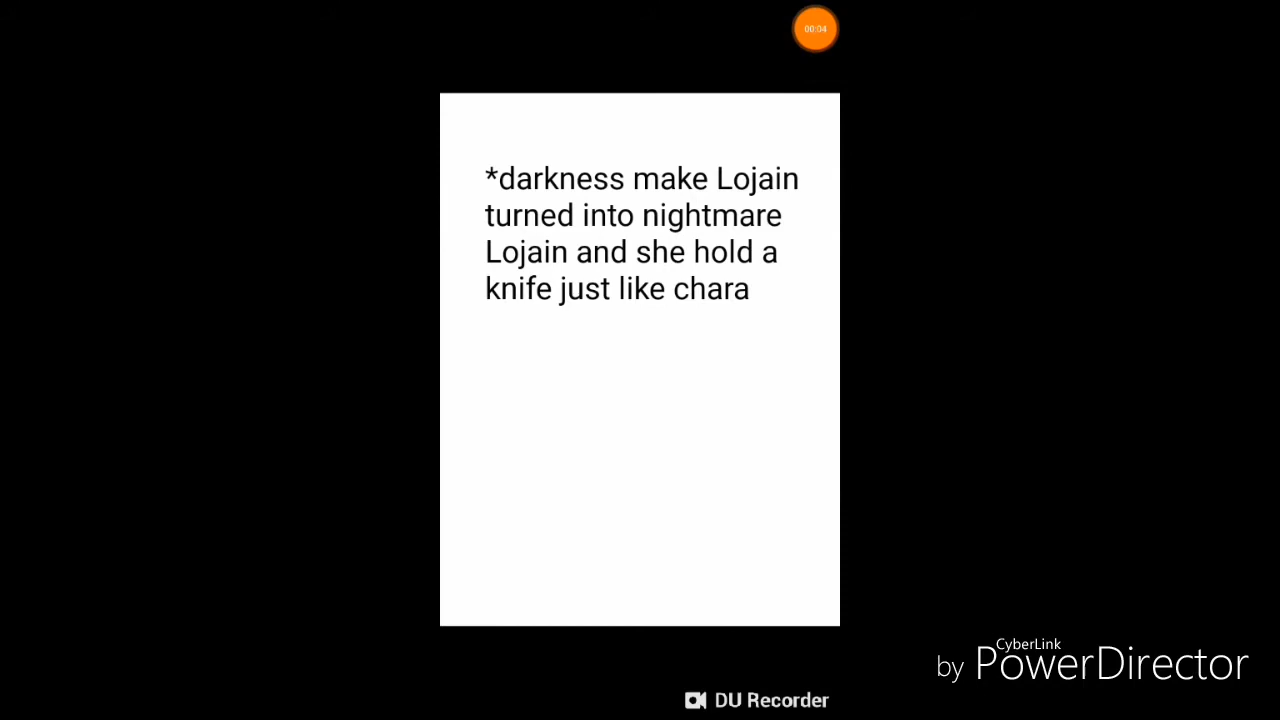 00:04
*darkness make Lojain
turned into nightmare
Lojain and she hold a
knife just like chara
CyberLink
by PowerDirector
DU Recorder